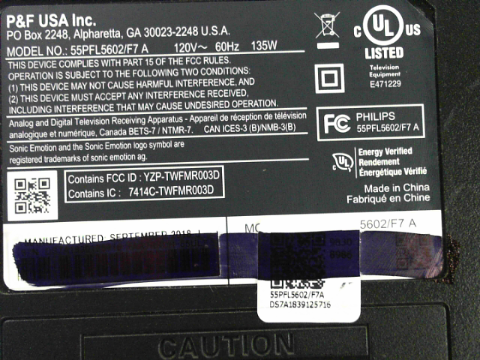 P&F USA Inc.
PO Box 2248, Alpharetta, GA 30023-2248 U.S.A.
MODEL NO.: 55PFL5602/F7 A 120V～ 60Hz 135W
THIS DEVICE COMPLIES WITH PART 15 OF THE FCC RULES.
OPERATION IS SUBJECT TO THE FOLLOWING TWO CONDITIONS:
(1) THIS DEVICE MAY NOT CAUSE HARMFUL INTERFERENCE, AND
(2) THIS DEVICE MUST ACCEPT ANY INTERFERENCE RECEIVED,
INCLUDING INTERFERENCE THAT MAY CAUSE UNDESIRED OPERATION.
Analog and Digital Television Receiving Apparatus - Appareil de réception de télévision
analogique et numérique, Canada BETS-7 / NTMR-7. CAN ICES-3 (B)/NMB-3(B)
Sonic Emotion and the Sonic Emotion logo symbol are
registered trademarks of sonic emotion ag.
Contains FCC ID : YZP-TWFMR003D
Contains IC : 7414C-TWFMR003D
C UL US
LISTED
Television
Equipment
E471229
FC PHILIPS
55PFL5602/F7 A
UL
Energy Verified
Rendement
Énergétique Vérifié
Made in China
Fabriqué en Chine
MANUFACTURED SEPTEMBER 2018
5602/F7 A
55PFL5602/F7A
DS7A1839125716
CAUTION